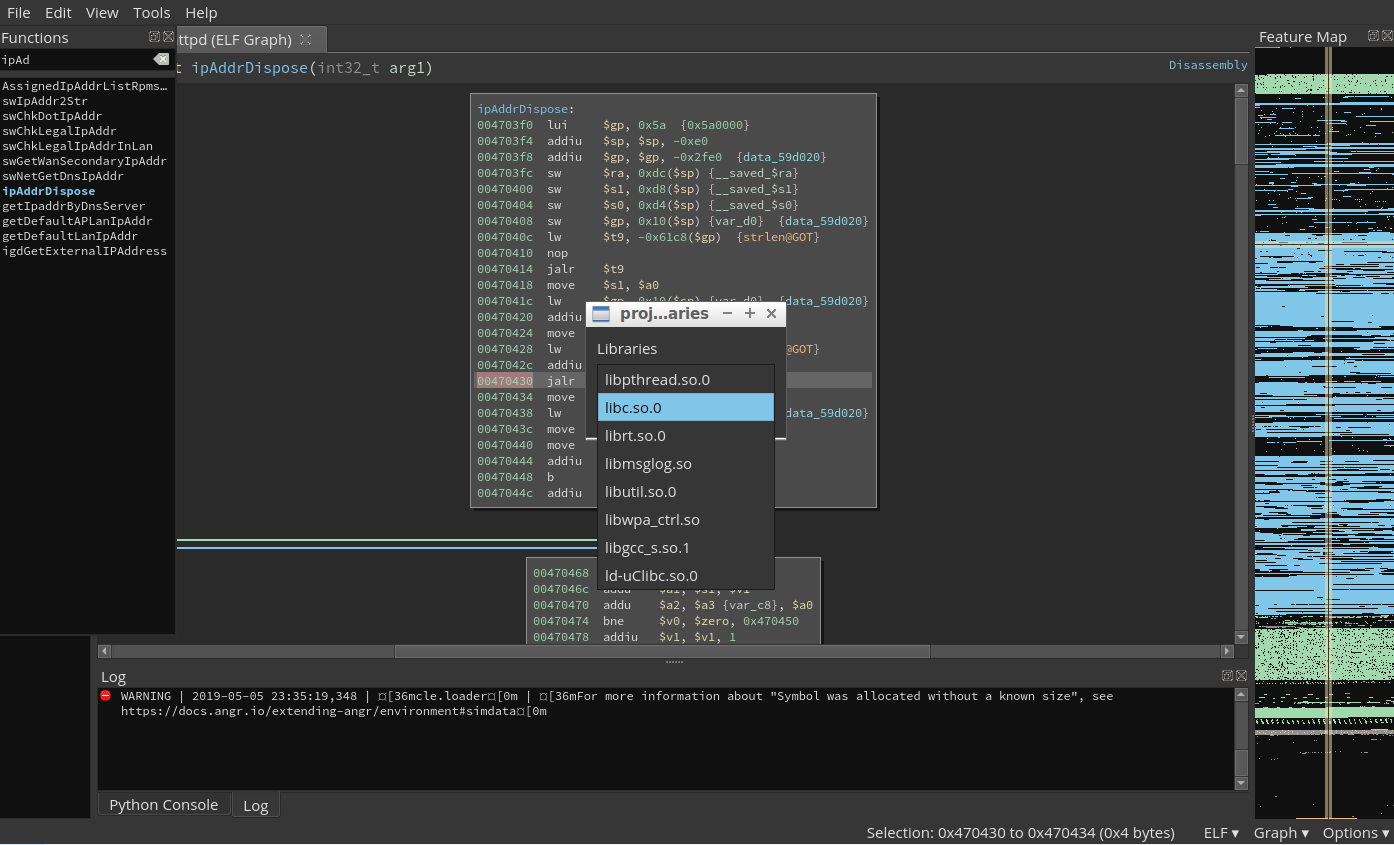 File Edit View Tools Help
Functions
ttpd (ELF Graph)
Feature Map
ipAd
t ipAddrDispose(int32_t arg1)
Disassembly
AssignedIpAddrListRpms…
swIpAddr2Str
swChkDotIpAddr
swChkLegalIpAddr
swChkLegalIpAddrInLan
swGetWanSecondaryIpAddr
swNetGetDnsIpAddr
ipAddrDispose
getIpaddrByDnsServer
getDefaultAPLanIpAddr
getDefaultLanIpAddr
igdGetExternalIPAddress
ipAddrDispose:
004703f0 lui $gp, 0x5a {0x5a0000}
004703f4 addiu $sp, $sp, -0xe0
004703f8 addiu $gp, $gp, -0x2fe0 {data_59d020}
004703fc sw $ra, 0xdc($sp) {__saved_$ra}
00470400 sw $s1, 0xd8($sp) {__saved_$s1}
00470404 sw $s0, 0xd4($sp) {__saved_$s0}
00470408 sw $gp, 0x10($sp) {var_d0} {data_59d020}
0047040c lw $t9, -0x61c8($gp) {strlen@GOT}
00470410 nop
00470414 jalr $t9
00470418 move $s1, $a0
0047041c lw $gp, 0x10($sp) {var_d0} {data_59d020}
00470420 addiu
00470424 move
00470428 lw @GOT}
0047042c addiu
00470430 jalr
00470434 move
00470438 lw data_59d020}
0047043c move
00470440 move
00470444 addiu
00470448 b
0047044c addiu
proj...aries
Libraries
libpthread.so.0
libc.so.0
librt.so.0
libmsglog.so
libutil.so.0
libwpa_ctrl.so
libgcc_s.so.1
ld-uClibc.so.0
00470468
0047046c addu $a1, $s1, $v1
00470470 addu $a2, $a3 {var_c8}, $a0
00470474 bne $v0, $zero, 0x470450
00470478 addiu $v1, $v1, 1
Log
WARNING | 2019-05-05 23:35:19,348 | ¤[36mcle.loader¤[0m | ¤[36mFor more information about "Symbol was allocated without a known size", see
https://docs.angr.io/extending-angr/environment#simdata¤[0m
Python Console Log
Selection: 0x470430 to 0x470434 (0x4 bytes) ELF ▾ Graph ▾ Options ▾